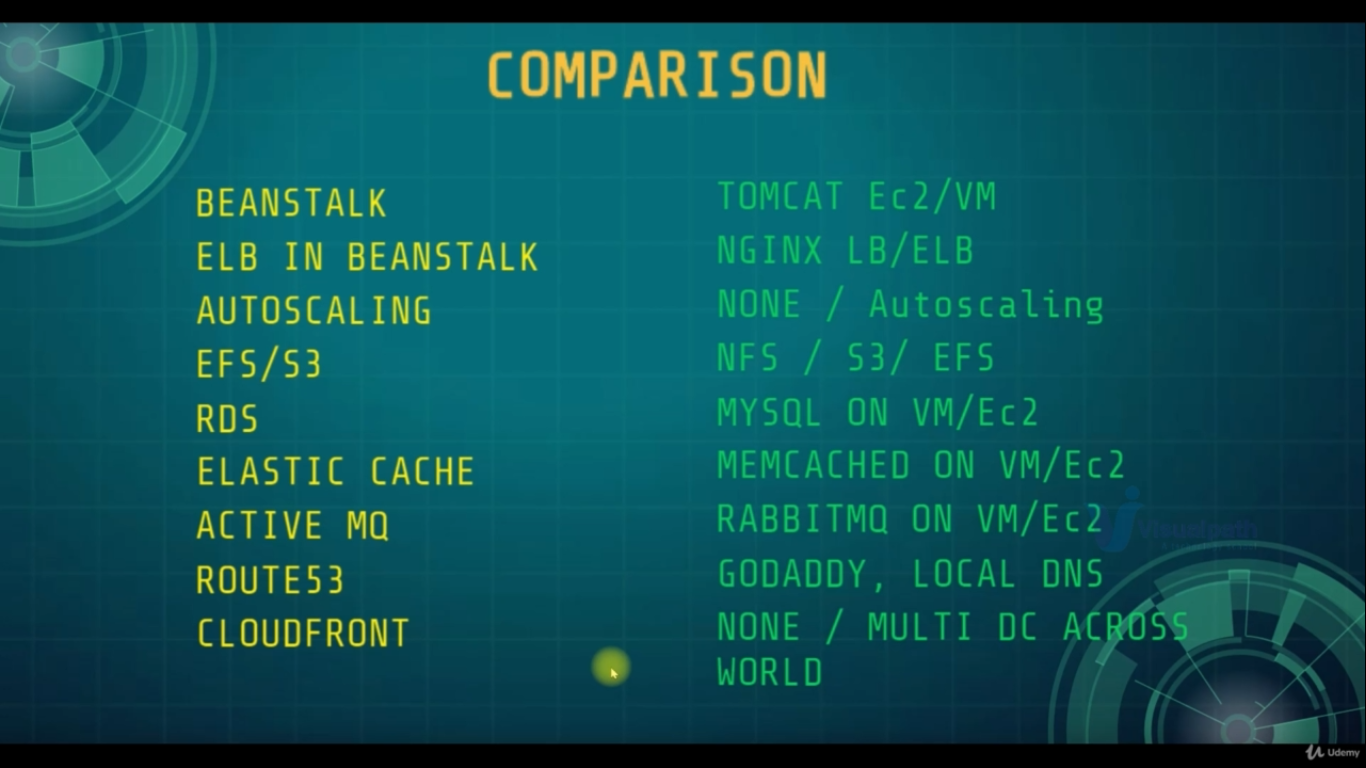 COMPARISON
BEANSTALK
ELB IN BEANSTALK
AUTOSCALING
EFS/S3
RDS
ELASTIC CACHE
ACTIVE MQ
ROUTE53
CLOUDFRONT
TOMCAT Ec2/VM
NGINX LB/ELB
NONE / Autoscaling
NFS / S3/ EFS
MYSQL ON VM/Ec2
MEMCACHED ON VM/Ec2
RABBITMQ ON VM/Ec2
GODADDY, LOCAL DNS
NONE / MULTI DC ACROSS
WORLD
Visualpath
Udemy